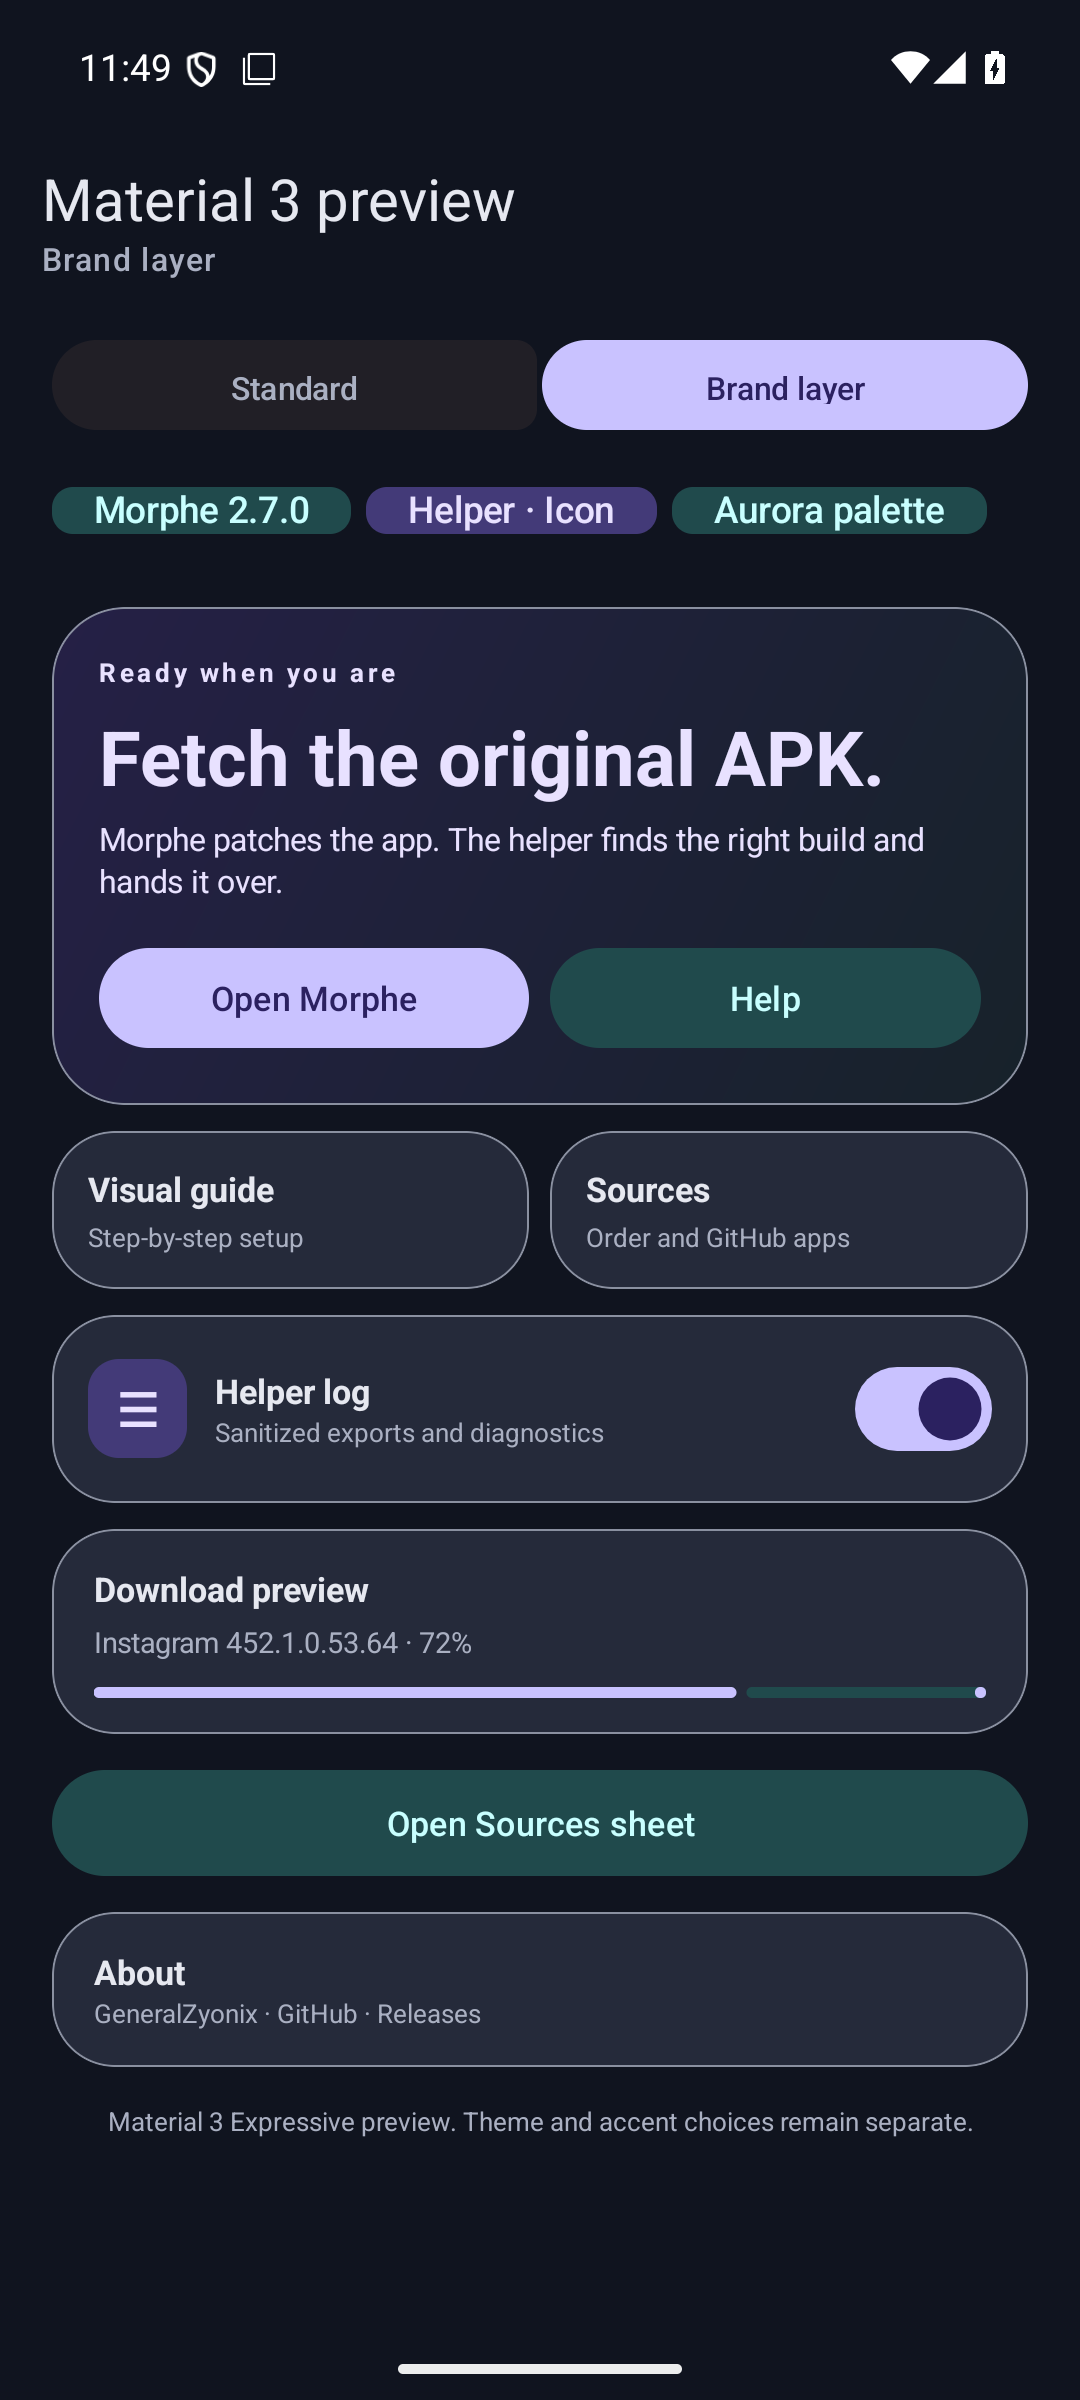 11:49
Material 3 preview
Brand layer
Standard
Brand layer
Morphe 2.7.0
Helper · Icon
Aurora palette
Ready when you are
Fetch the original APK.
Morphe patches the app. The helper finds the right build and
hands it over.
Open Morphe
Help
Visual guide
Step-by-step setup
Sources
Order and GitHub apps
Helper log
Sanitized exports and diagnostics
Download preview
Instagram 452.1.0.53.64 · 72%
Open Sources sheet
About
GeneralZyonix · GitHub · Releases
Material 3 Expressive preview. Theme and accent choices remain separate.